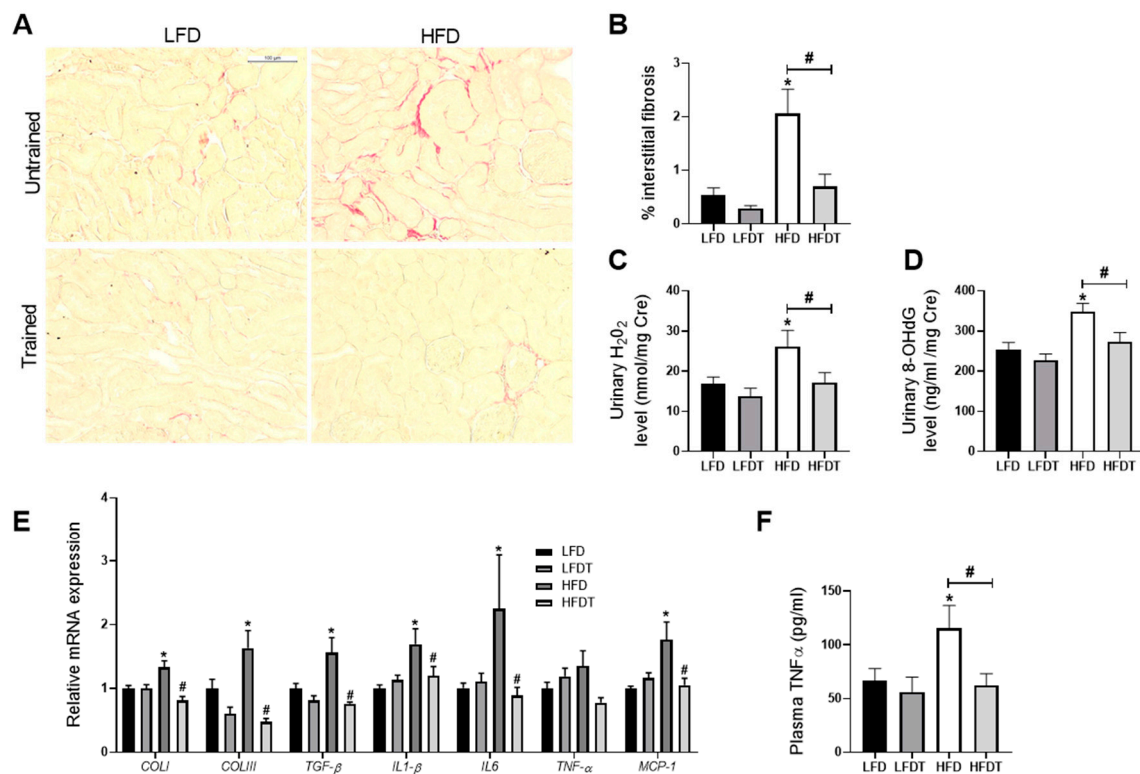 A
LFD
HFD
100 µm
Untrained
Trained
B
% interstitial fibrosis
3
2
1
0
*
#
LFD
LFDT
HFD
HFDT
C
Urinary H₂0₂
level (nmol/mg Cre)
40
30
20
10
0
*
#
LFD
LFDT
HFD
HFDT
D
Urinary 8-OHdG
level (ng/ml /mg Cre)
400
300
200
100
0
*
#
LFD
LFDT
HFD
HFDT
E
Relative mRNA expression
4
3
2
1
0
LFD
LFDT
HFD
HFDT
*
#
*
#
*
#
*
#
*
#
*
#
COLI
COLIII
TGF-β
IL1-β
IL6
TNF-α
MCP-1
F
Plasma TNFα (pg/ml)
150
100
50
0
*
#
LFD
LFDT
HFD
HFDT